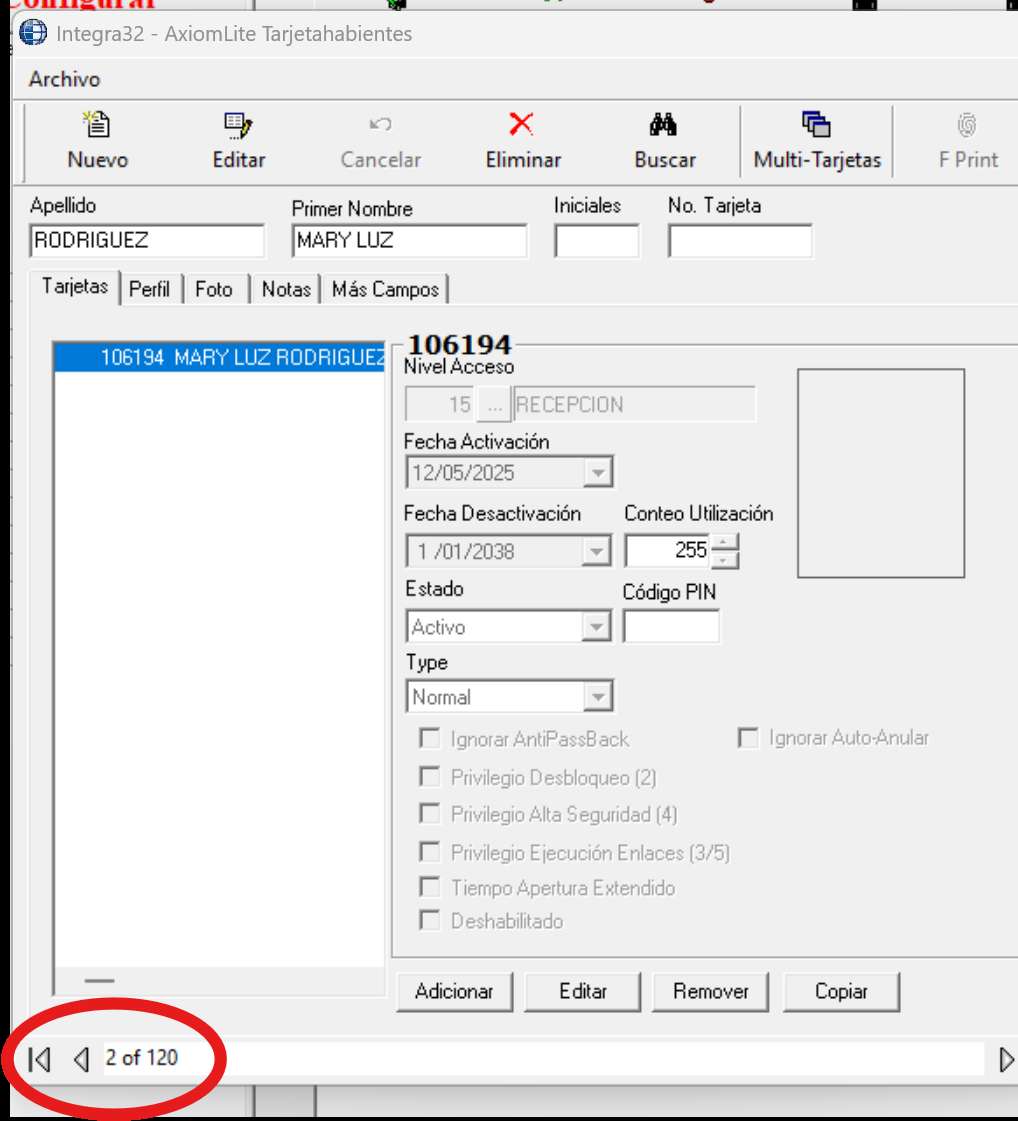 Configurar
Integra32 - AxiomLite Tarjetahabientes
Archivo
Nuevo Editar Cancelar Eliminar Buscar Multi-Tarjetas F Print
Apellido Primer Nombre Iniciales No. Tarjeta
RODRIGUEZ MARY LUZ
Tarjetas Perfil Foto Notas Más Campos
106194 MARY LUZ RODRIGUEZ
106194
Nivel Acceso
15 ... RECEPCION
Fecha Activación
12/05/2025
Fecha Desactivación Conteo Utilización
1 /01/2038 255
Estado Código PIN
Activo
Type
Normal
Ignorar AntiPassBack Ignorar Auto-Anular
Privilegio Desbloqueo (2)
Privilegio Alta Seguridad (4)
Privilegio Ejecución Enlaces (3/5)
Tiempo Apertura Extendido
Deshabilitado
Adicionar Editar Remover Copiar
2 of 120